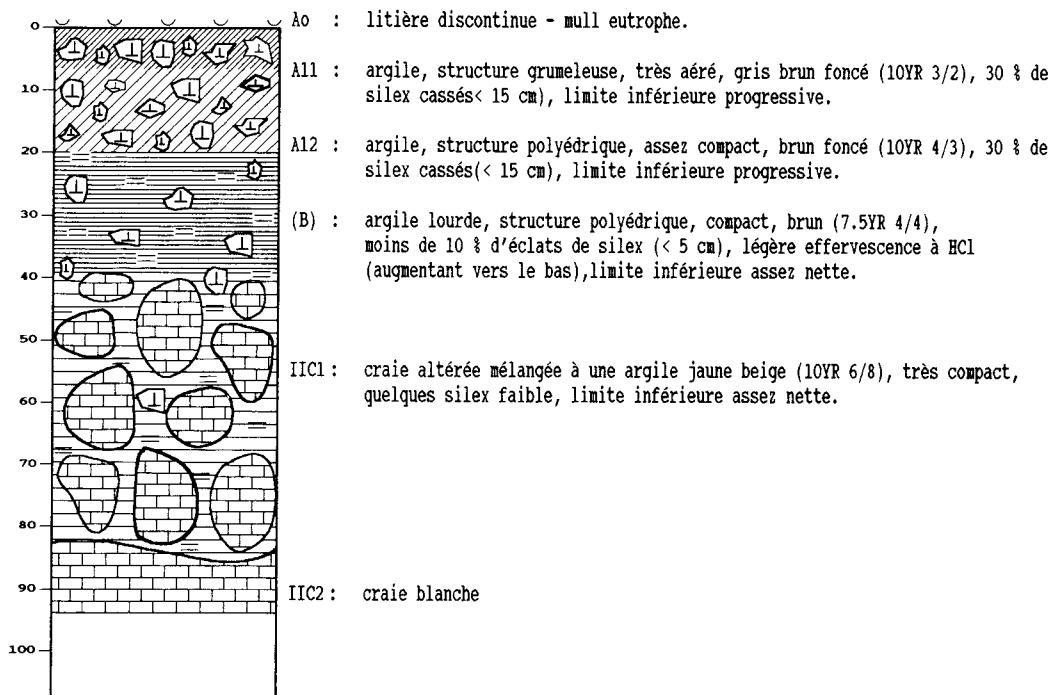 0
10
20
30
40
50
60
70
80
90
100
Ao : litière discontinue - mull eutrophe.
A11 : argile, structure grumeleuse, très aéré, gris brun foncé (10YR 3/2), 30 % de
silex cassés< 15 cm), limite inférieure progressive.
A12 : argile, structure polyédrique, assez compact, brun foncé (10YR 4/3), 30 % de
silex cassés(< 15 cm), limite inférieure progressive.
(B) : argile lourde, structure polyédrique, compact, brun (7.5YR 4/4),
moins de 10 % d'éclats de silex (< 5 cm), légère effervescence à HCl
(augmentant vers le bas),limite inférieure assez nette.
IIC1 : craie altérée mélangée à une argile jaune beige (10YR 6/8), très compact,
quelques silex faible, limite inférieure assez nette.
IIC2 : craie blanche